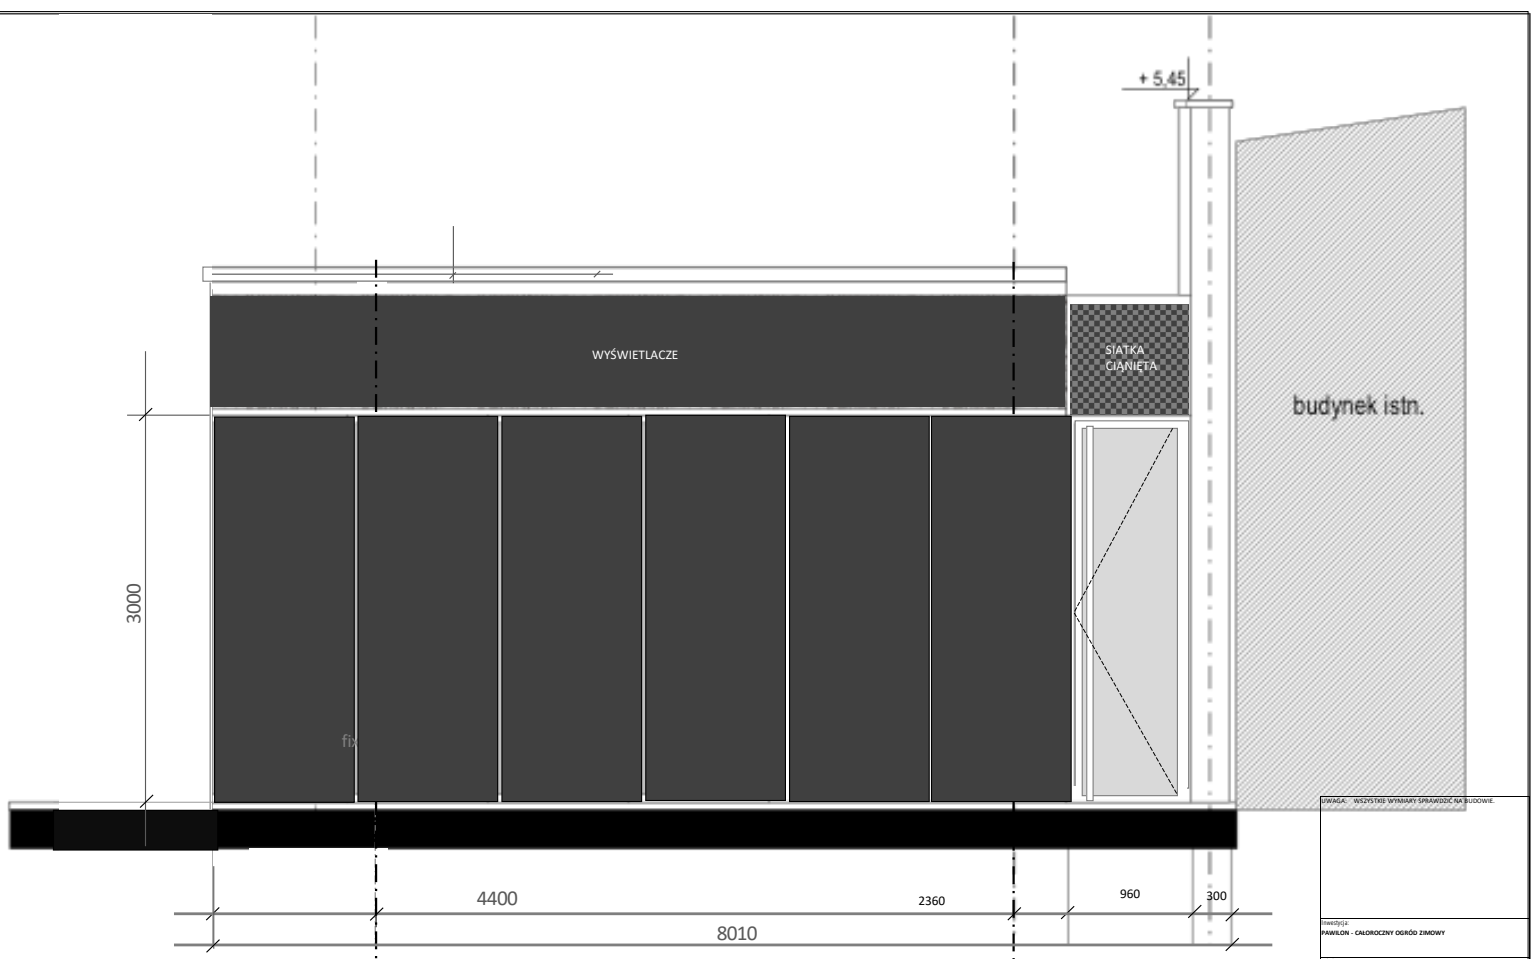 + 5,45
WYŚWIETLACZE
SIATKA
CIĄNIĘTA
budynek istn.
3000
fix
UWAGA: WSZYSTKIE WYMIARY SPRAWDZIĆ NA BUDOWIE.
4400
2360
960
300
8010
Inwestycja:
PAWILON - CAŁOROCZNY OGRÓD ZIMOWY